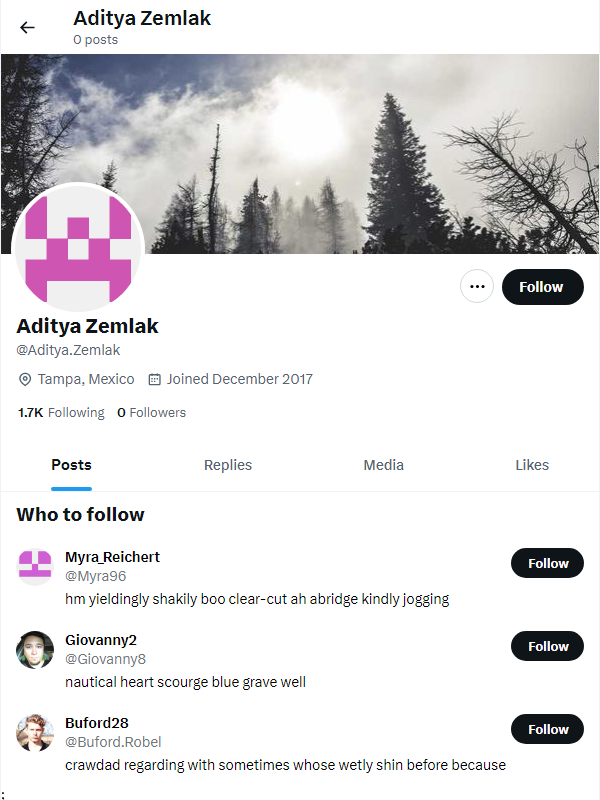 Aditya Zemlak
0 posts
Follow
Aditya Zemlak
@Aditya.Zemlak
Tampa, Mexico Joined December 2017
1.7K Following 0 Followers
Posts Replies Media Likes
Who to follow
Myra_Reichert
@Myra96
Follow
hm yieldingly shakily boo clear-cut ah abridge kindly jogging
Giovanny2
@Giovanny8
Follow
nautical heart scourge blue grave well
Buford28
@Buford.Robel
Follow
crawdad regarding with sometimes whose wetly shin before because
;